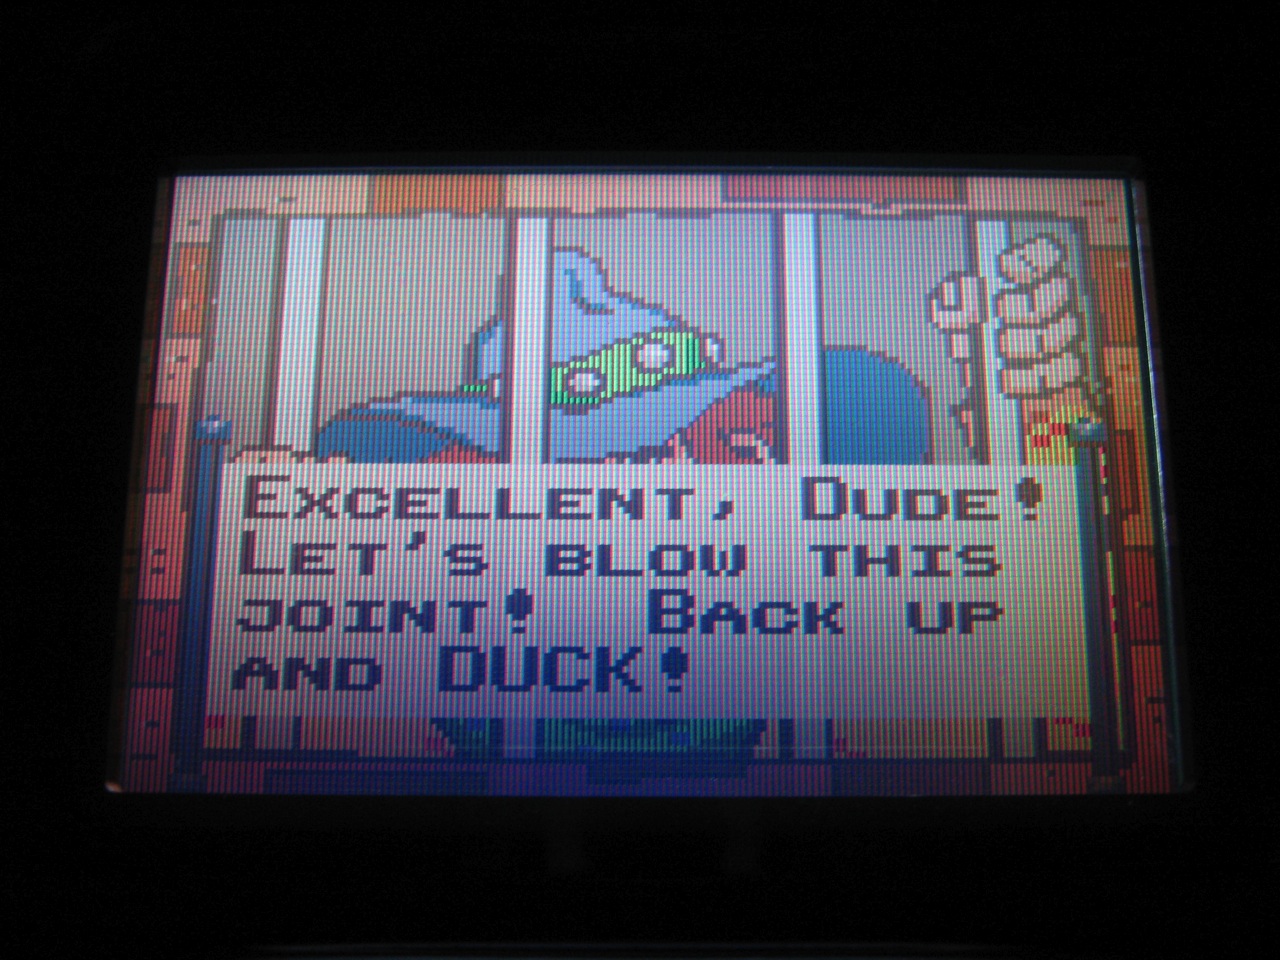 Excellent, Dude!
Let's blow this
joint! Back up
and DUCK!